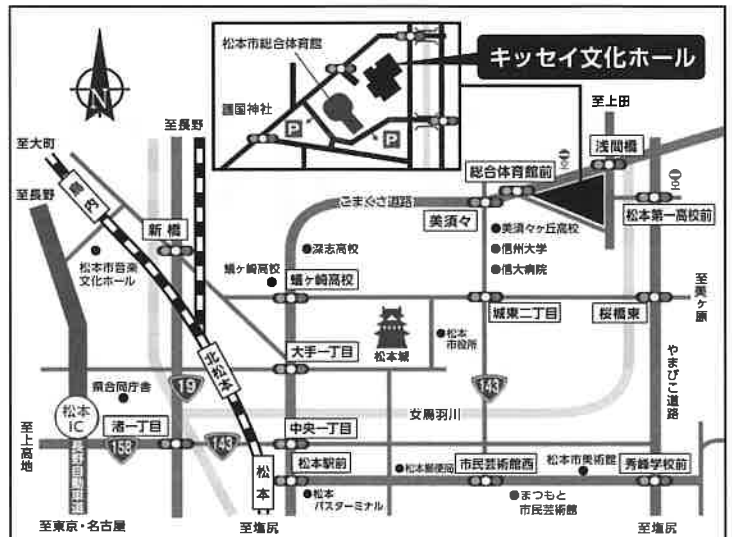 松本市総合体育館
キッセイ文化ホール
護国神社
P
P
N
至上田
至長野
至大町
浅間橋
総合体育館前
至長野
島内
こまくさ道路
新橋
美須々
美須々ヶ丘高校
松本第一高校前
深志高校
信州大学
松本市音楽
文化ホール
蟻ヶ崎高校
信大病院
至美ヶ原
蟻ヶ崎高校
城東二丁目
桜橋東
松本城
松本
市役所
大手一丁目
北松本
やまびこ道路
県合同庁舎
19
143
松本
IC
渚一丁目
女鳥羽川
至上高地
158
143
中央一丁目
長野自動車道
松本
松本駅前
松本郵便局
市民芸術館西
松本市美術館
秀峰学校前
松本
バスターミナル
まつもと
市民芸術館
至東京・名古屋
至塩尻
至塩尻